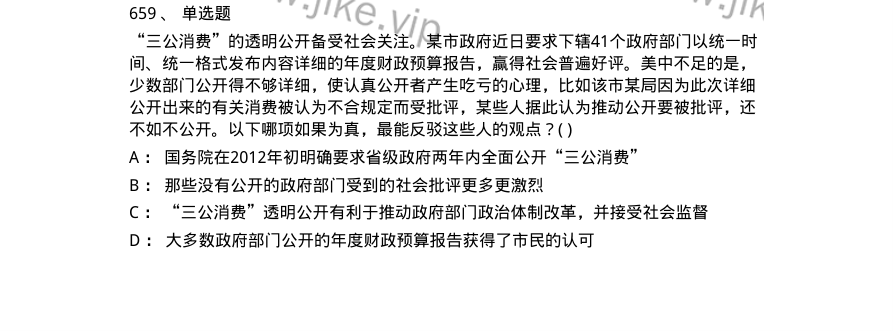 659 、 单选题
“三公消费”的透明公开备受社会关注。某市政府近日要求下辖41个政府部门以统一时
间、统一格式发布内容详细的年度财政预算报告，赢得社会普遍好评。美中不足的是，
少数部门公开得不够详细，使认真公开者产生吃亏的心理，比如该市某局因为此次详细
公开出来的有关消费被认为不合规定而受批评，某些人据此认为推动公开要被批评，还
不如不公开。以下哪项如果为真，最能反驳这些人的观点？( )
A ： 国务院在2012年初明确要求省级政府两年内全面公开“三公消费”
B ： 那些没有公开的政府部门受到的社会批评更多更激烈
C ： “三公消费”透明公开有利于推动政府部门政治体制改革，并接受社会监督
D ： 大多数政府部门公开的年度财政预算报告获得了市民的认可